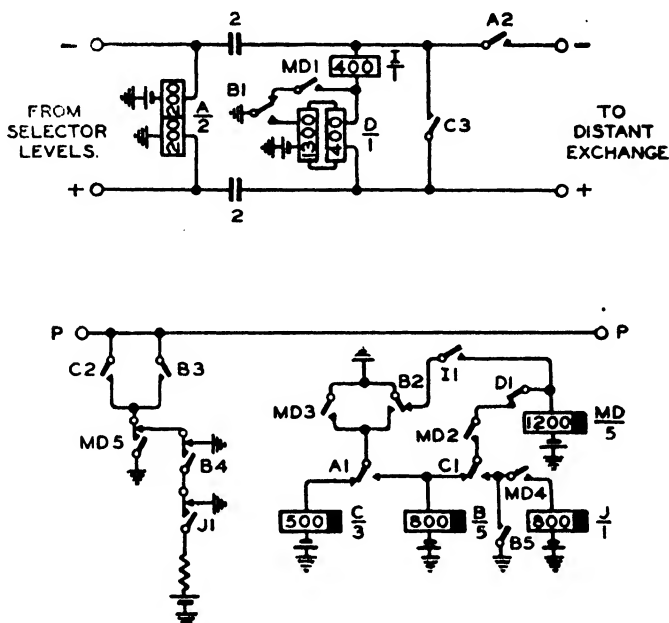 2
A2
MD1
400
I
1
−
−
200
200
A
2
B1
1300
400
D
1
C3
FROM
SELECTOR
LEVELS.
TO
DISTANT
EXCHANGE
+
+
2
P
P
C2
B3
I1
B2
D1
MD3
1200
MD
5
MD5
B4
MD2
A1
C1
MD4
J1
500
C
3
800
B
5
B5
800
J
1